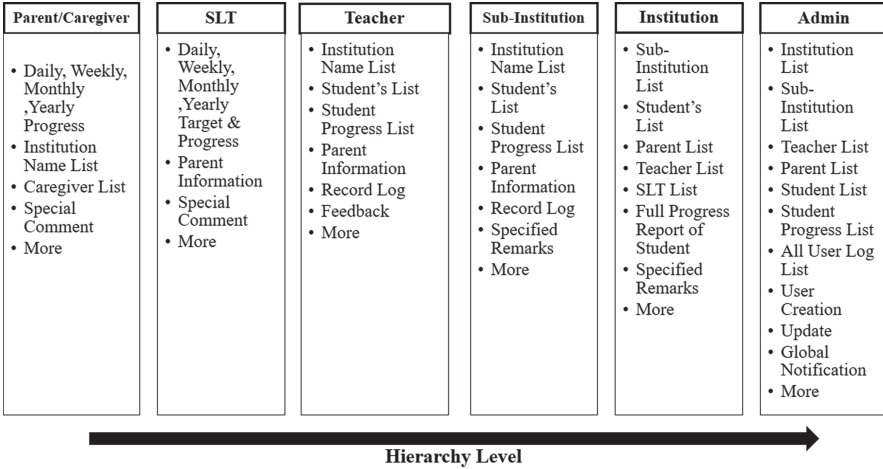 Parent/Caregiver
• Daily, Weekly,
Monthly
,Yearly
Progress
• Institution
Name List
• Caregiver List
• Special
Comment
• More
SLT
• Daily,
Weekly,
Monthly
,Yearly
Target &
Progress
• Parent
Information
• Special
Comment
• More
Teacher
• Institution
Name List
• Student's List
• Student
Progress List
• Parent
Information
• Record Log
• Feedback
• More
Sub-Institution
• Institution
Name List
• Student's
List
• Student
Progress List
• Parent
Information
• Record Log
• Specified
Remarks
• More
Institution
• Sub-
Institution
List
• Student's
List
• Parent List
• Teacher List
• SLT List
• Full Progress
Report of
Student
• Specified
Remarks
• More
Admin
• Institution
List
• Sub-
Institution
List
• Teacher List
• Parent List
• Student List
• Student
Progress List
• All User Log
List
• User
Creation
• Update
• Global
Notification
• More
Hierarchy Level